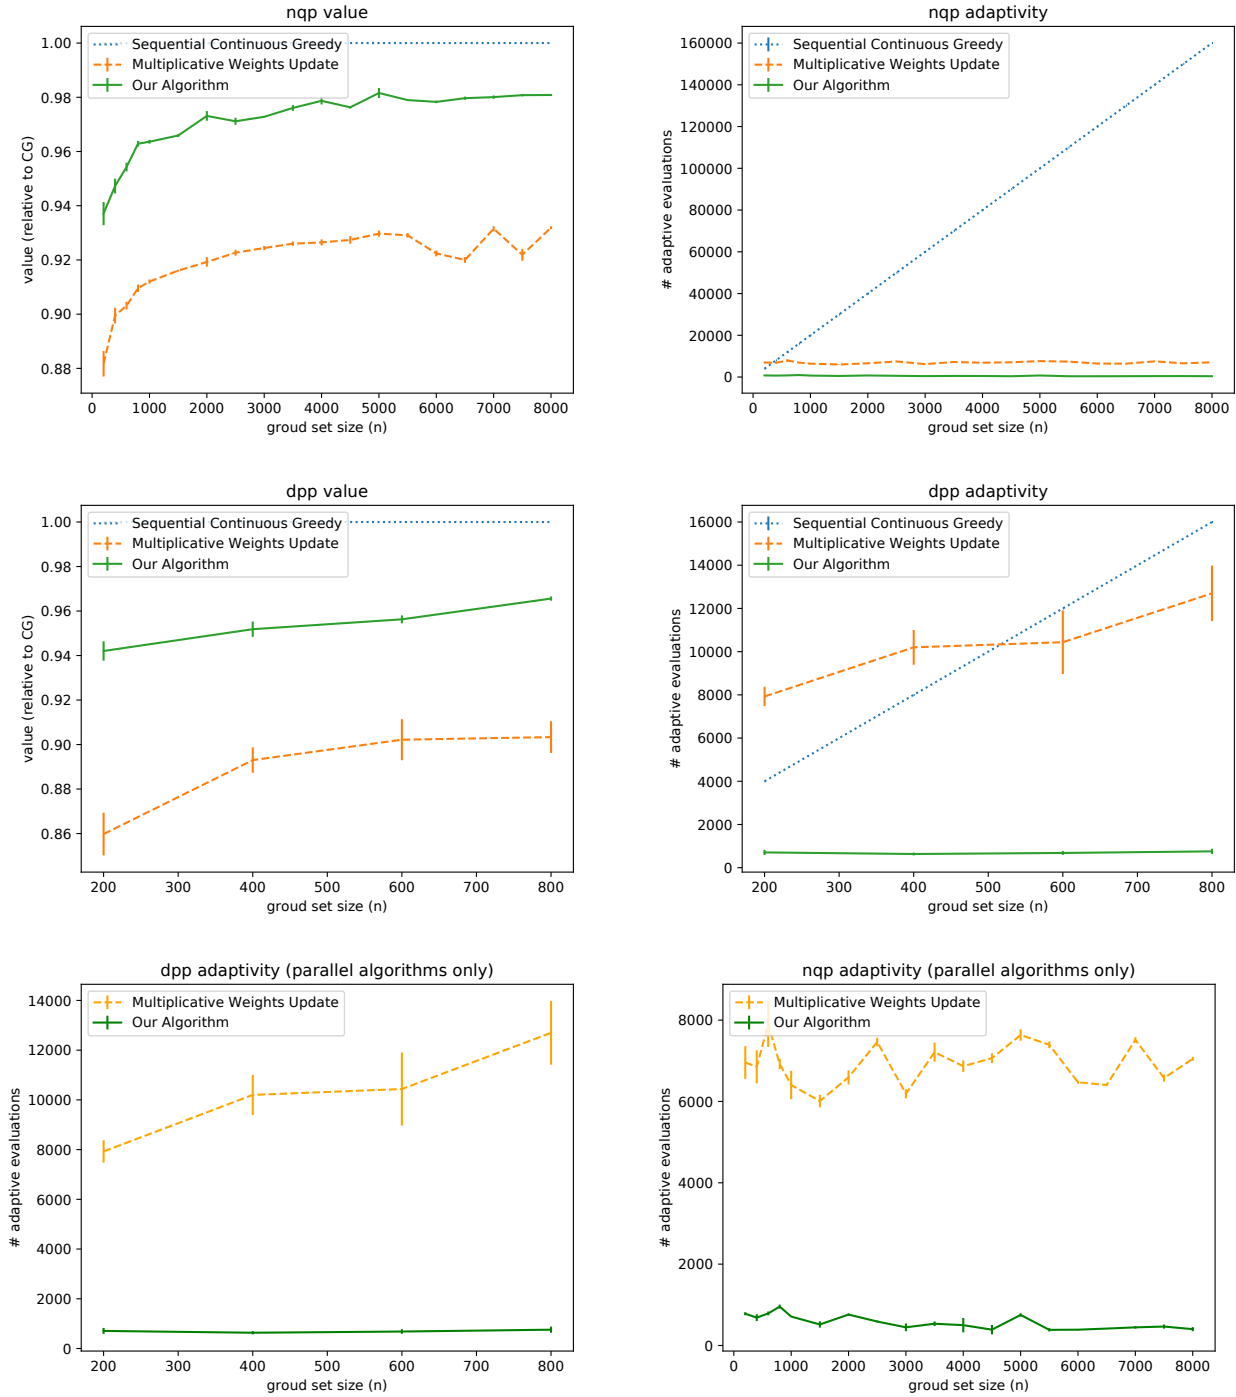 nqp value
Sequential Continuous Greedy
Multiplicative Weights Update
Our Algorithm
value (relative to CG)
1.00
0.98
0.96
0.94
0.92
0.90
0.88
0 1000 2000 3000 4000 5000 6000 7000 8000
groud set size (n)
nqp adaptivity
Sequential Continuous Greedy
Multiplicative Weights Update
Our Algorithm
# adaptive evaluations
160000
140000
120000
100000
80000
60000
40000
20000
0
0 1000 2000 3000 4000 5000 6000 7000 8000
groud set size (n)
dpp value
Sequential Continuous Greedy
Multiplicative Weights Update
Our Algorithm
value (relative to CG)
1.00
0.98
0.96
0.94
0.92
0.90
0.88
0.86
200 300 400 500 600 700 800
groud set size (n)
dpp adaptivity
Sequential Continuous Greedy
Multiplicative Weights Update
Our Algorithm
# adaptive evaluations
16000
14000
12000
10000
8000
6000
4000
2000
0
200 300 400 500 600 700 800
groud set size (n)
dpp adaptivity (parallel algorithms only)
Multiplicative Weights Update
Our Algorithm
# adaptive evaluations
14000
12000
10000
8000
6000
4000
2000
0
200 300 400 500 600 700 800
groud set size (n)
nqp adaptivity (parallel algorithms only)
Multiplicative Weights Update
Our Algorithm
# adaptive evaluations
8000
6000
4000
2000
0
0 1000 2000 3000 4000 5000 6000 7000 8000
groud set size (n)